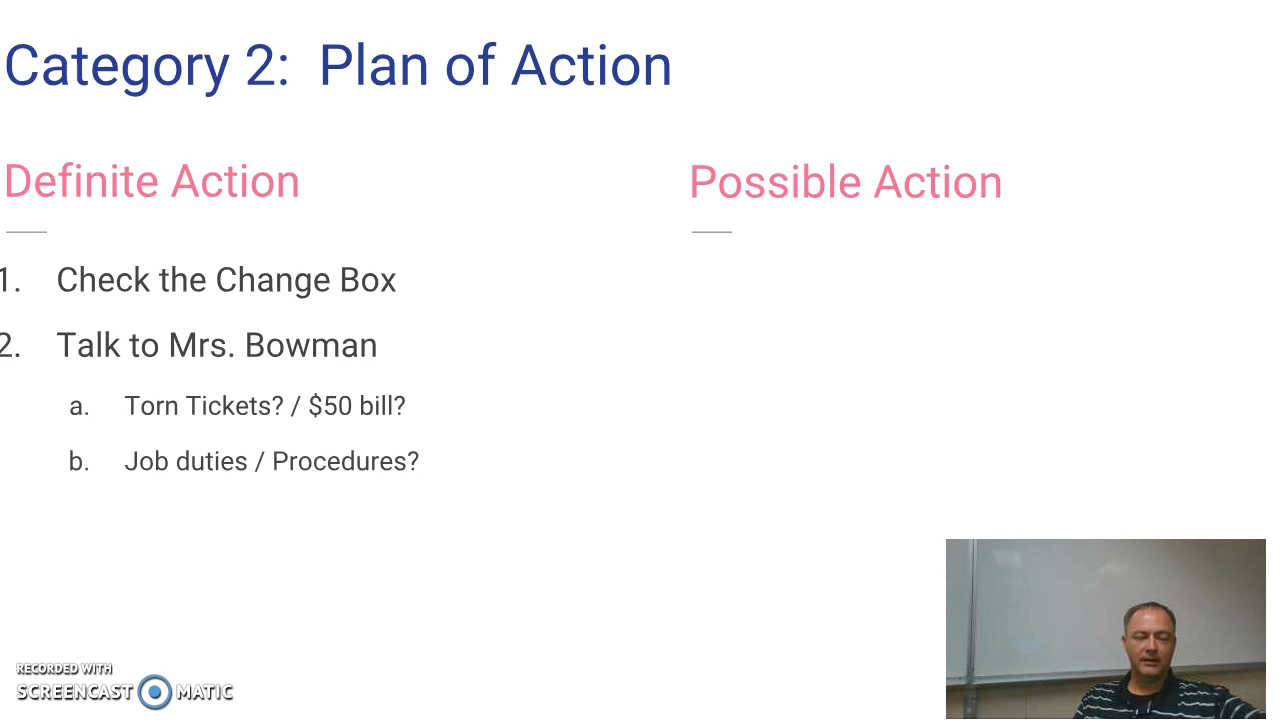 Category 2: Plan of Action
Definite Action
1. Check the Change Box
2. Talk to Mrs. Bowman
a. Torn Tickets? / $50 bill?
b. Job duties / Procedures?
Possible Action
RECORDED WITH
SCREENCAST MATIC